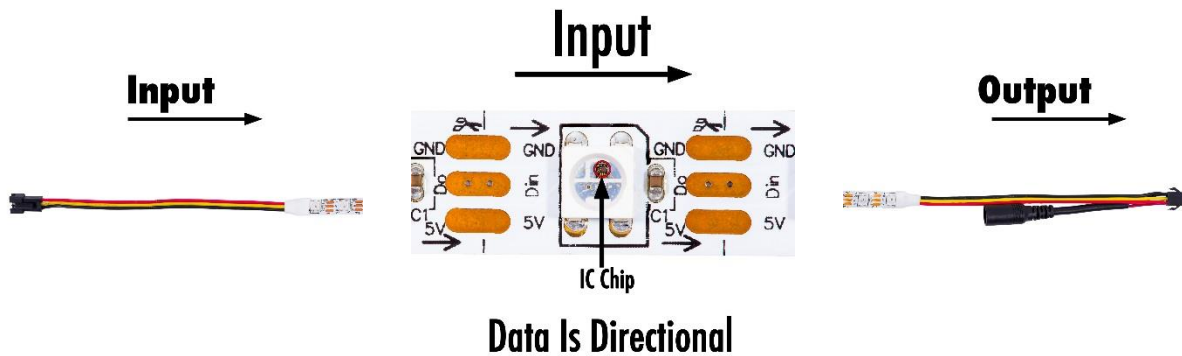 Input
Input
Output
GND GND GND GND
Do Din Do Din
C1 C1
5V 5V 5V 5V
IC Chip
Data Is Directional